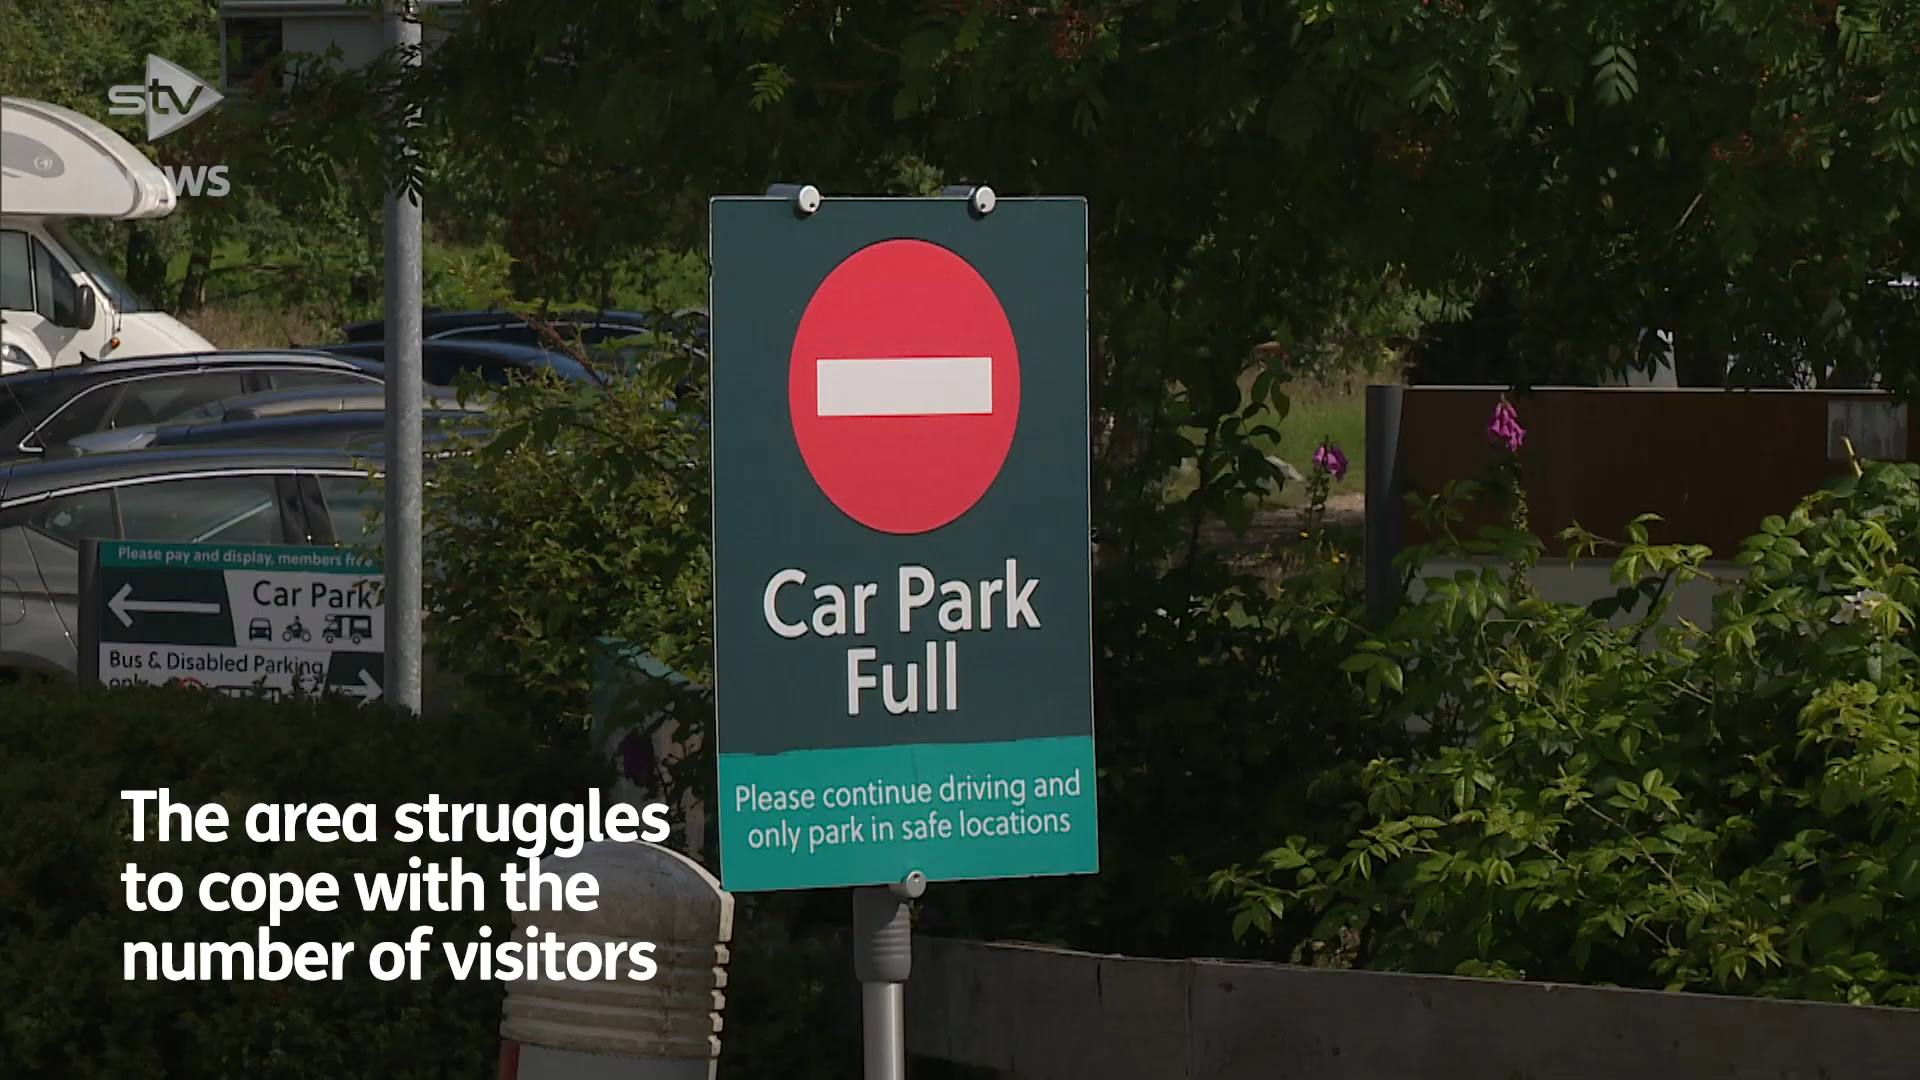 stv
NEWS
Car Park
Full
Please continue driving and
only park in safe locations
Please pay and display, members free
Car Park
Bus & Disabled Parking
only
The area struggles
to cope with the
number of visitors